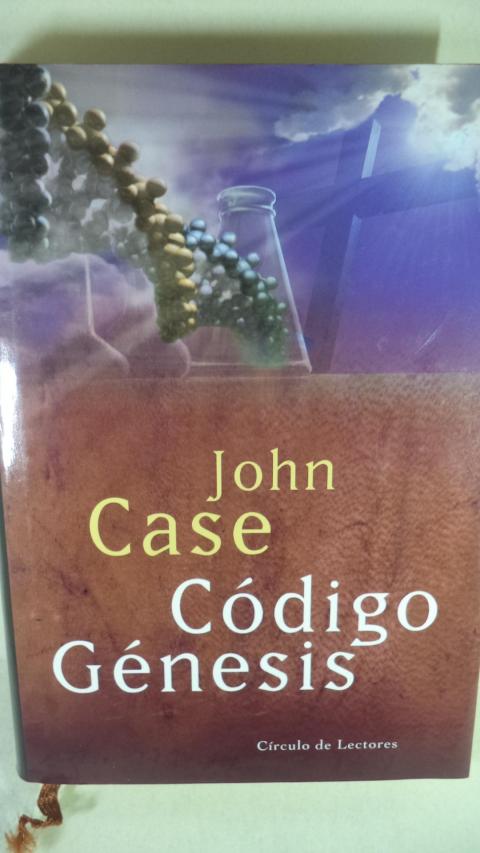 John
Case
Código
Génesis
Círculo de Lectores